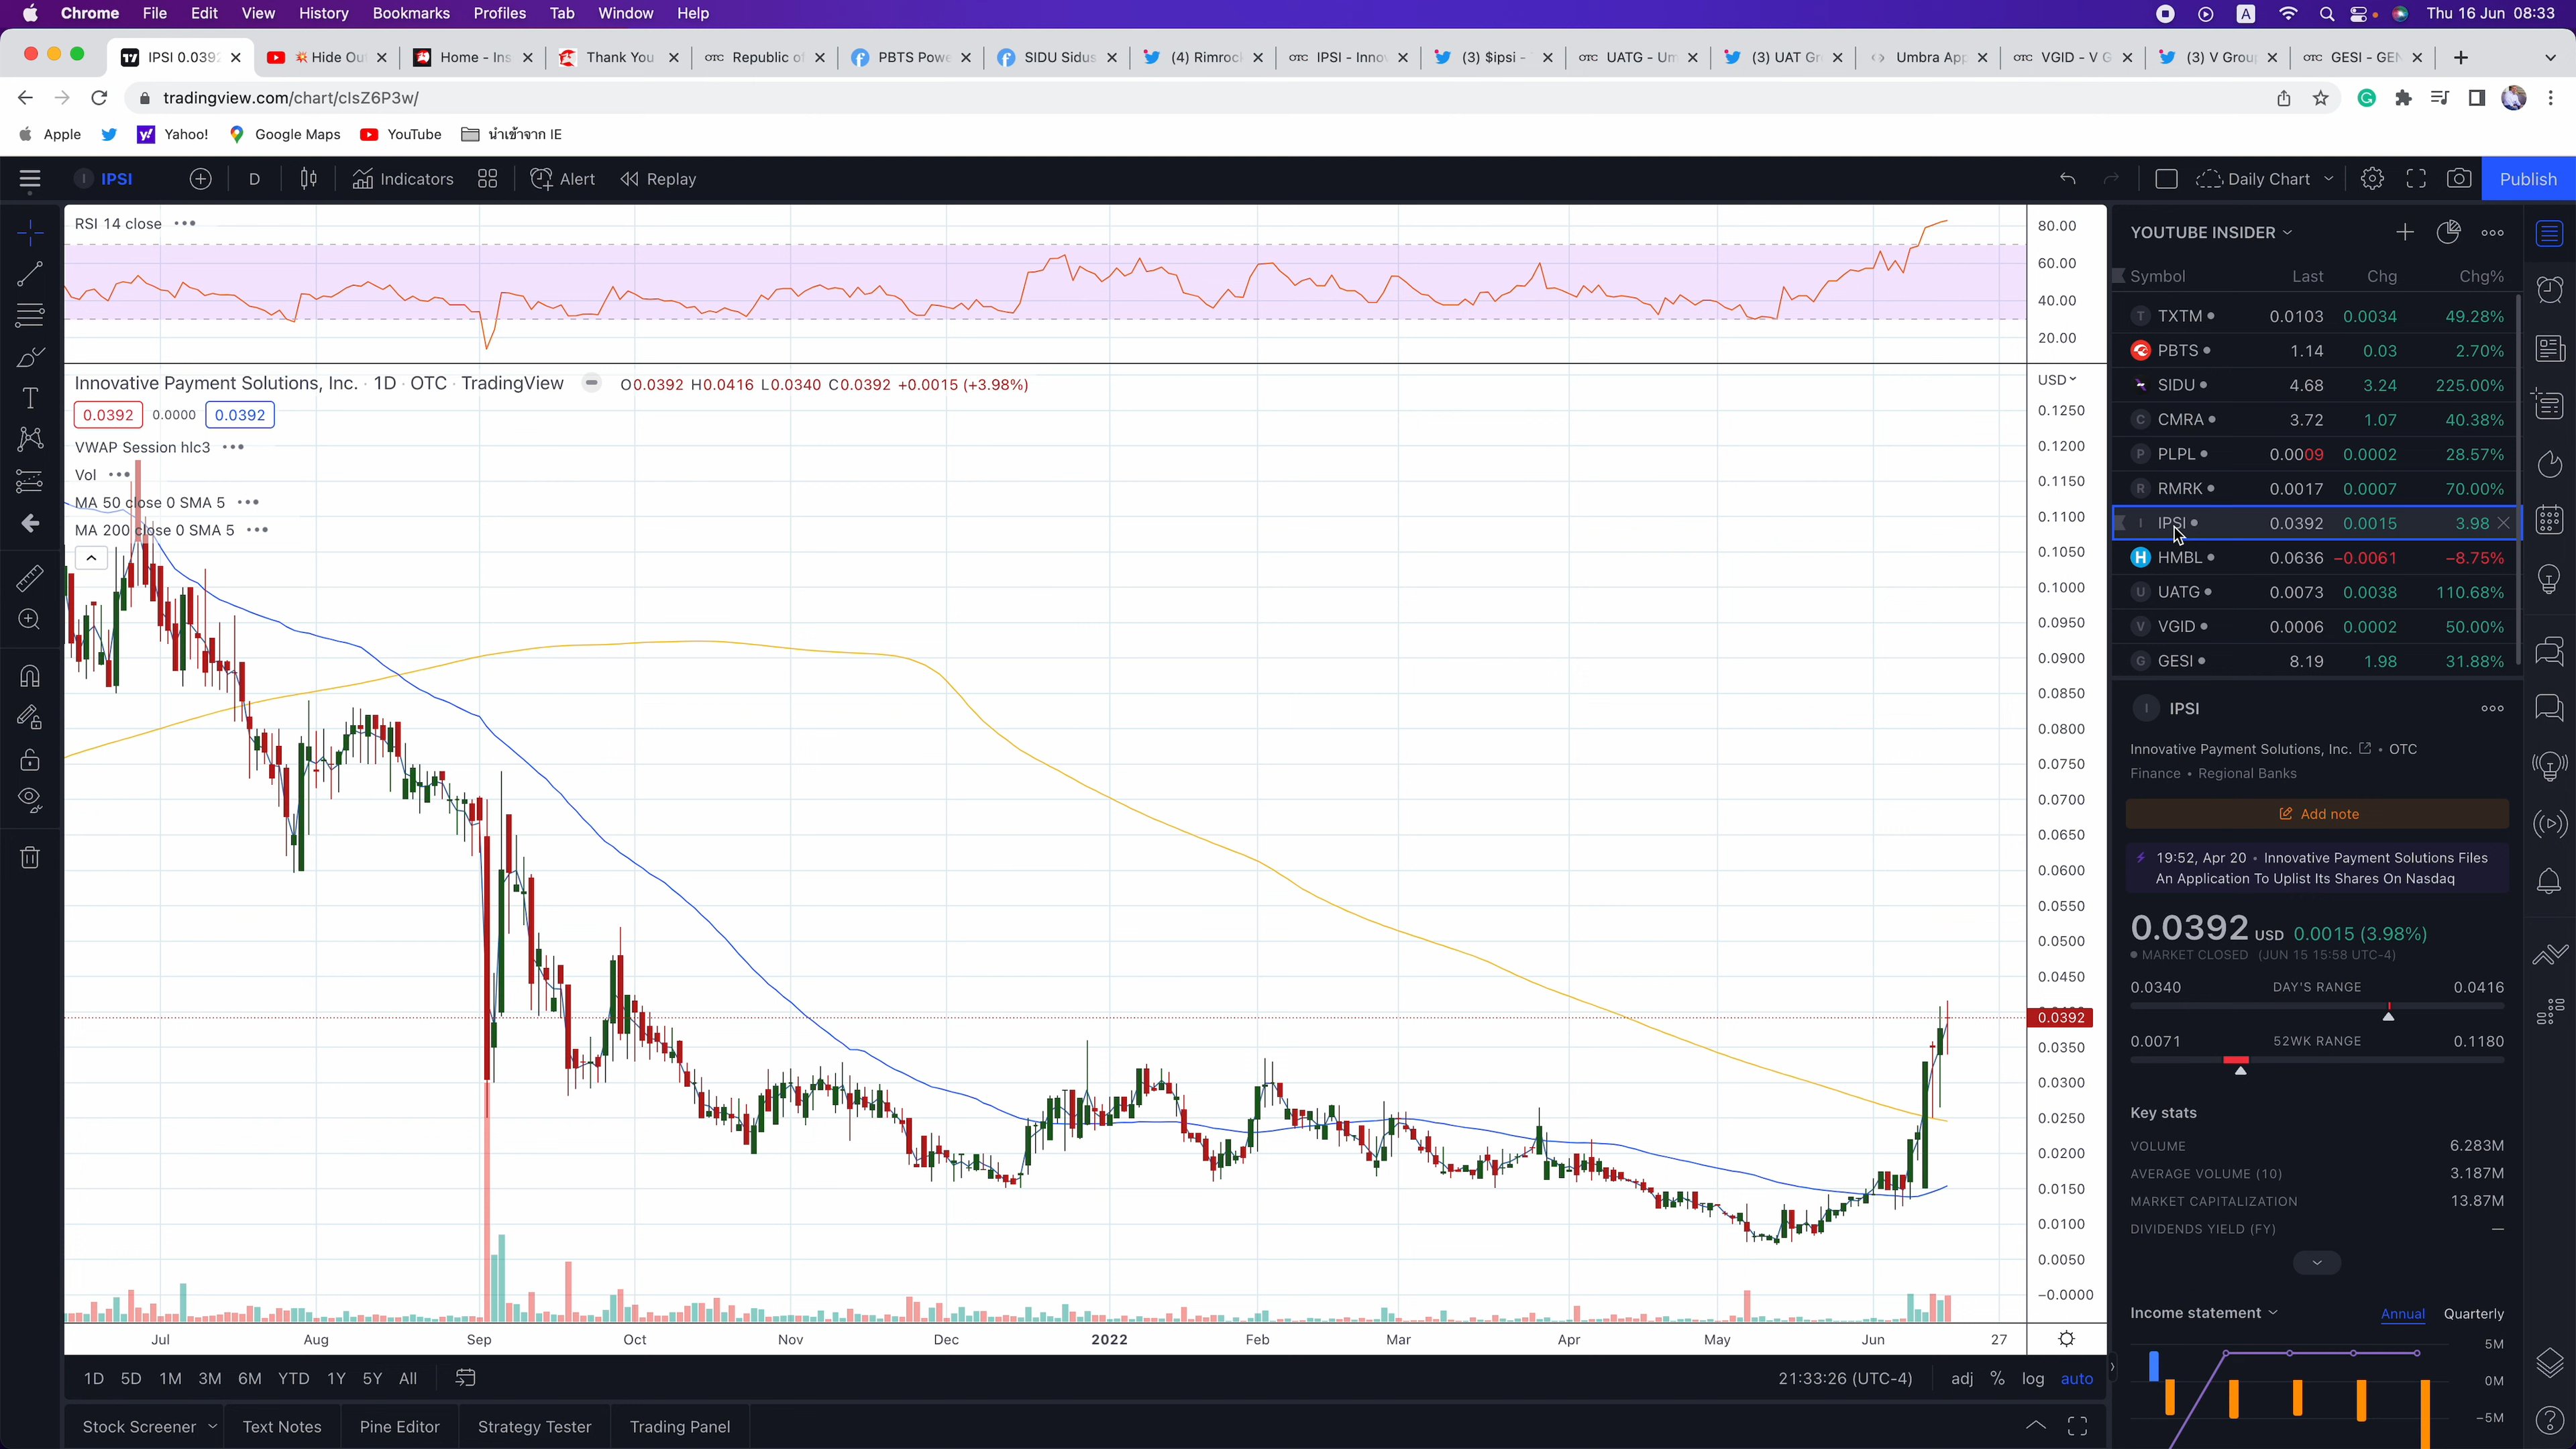 Chrome File Edit View History Bookmarks Profiles Tab Window Help A Thu 16 Jun 08:33
IPSI 0.039 Hide Ou Home - Ins Thank You OTC Republic of PBTS Powe SIDU Sidus (4) Rimroc OTC IPSI - Inno (3) $ipsi - OTC UATG - Um (3) UAT Gr Umbra App OTC VGID - V G (3) V Group OTC GESI - GEN
tradingview.com/chart/clsZ6P3w/
Apple Yahoo! Google Maps YouTube นำเข้าจาก IE
IPSI D Indicators Alert Replay Daily Chart Publish
RSI 14 close
80.00
60.00
40.00
20.00
Innovative Payment Solutions, Inc. · 1D · OTC · TradingView O0.0392 H0.0416 L0.0340 C0.0392 +0.0015 (+3.98%)
0.0392 0.0000 0.0392
VWAP Session hlc3
Vol
MA 50 close 0 SMA 5
MA 200 close 0 SMA 5
USD
0.1250
0.1200
0.1150
0.1100
0.1050
0.1000
0.0950
0.0900
0.0850
0.0800
0.0750
0.0700
0.0650
0.0600
0.0550
0.0500
0.0450
0.0392
0.0350
0.0300
0.0250
0.0200
0.0150
0.0100
0.0050
−0.0000
Jul Aug Sep Oct Nov Dec 2022 Feb Mar Apr May Jun 27
1D 5D 1M 3M 6M YTD 1Y 5Y All 21:33:26 (UTC-4) adj % log auto
Stock Screener Text Notes Pine Editor Strategy Tester Trading Panel
YOUTUBE INSIDER
Symbol Last Chg Chg%
T TXTM 0.0103 0.0034 49.28%
PBTS 1.14 0.03 2.70%
SIDU 4.68 3.24 225.00%
C CMRA 3.72 1.07 40.38%
P PLPL 0.0009 0.0002 28.57%
R RMRK 0.0017 0.0007 70.00%
I IPSI 0.0392 0.0015 3.98
H HMBL 0.0636 −0.0061 −8.75%
U UATG 0.0073 0.0038 110.68%
V VGID 0.0006 0.0002 50.00%
G GESI 8.19 1.98 31.88%
I IPSI
Innovative Payment Solutions, Inc. • OTC
Finance • Regional Banks
Add note
19:52, Apr 20 • Innovative Payment Solutions Files
An Application To Uplist Its Shares On Nasdaq
0.0392 USD 0.0015 (3.98%)
MARKET CLOSED (JUN 15 15:58 UTC-4)
0.0340 DAY'S RANGE 0.0416
0.0071 52WK RANGE 0.1180
Key stats
VOLUME 6.283M
AVERAGE VOLUME (10) 3.187M
MARKET CAPITALIZATION 13.87M
DIVIDENDS YIELD (FY) —
Income statement Annual Quarterly
5M
0M
−5M